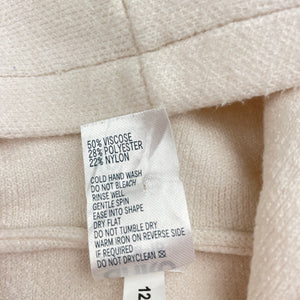 50% VISCOSE
28% POLYESTER
22% NYLON
COLD HAND WASH
DO NOT BLEACH
RINSE WELL
GENTLE SPIN
EASE INTO SHAPE
DRY FLAT
DO NOT TUMBLE DRY
WARM IRON ON REVERSE SIDE
IF REQUIRED
DO NOT DRYCLEAN
12